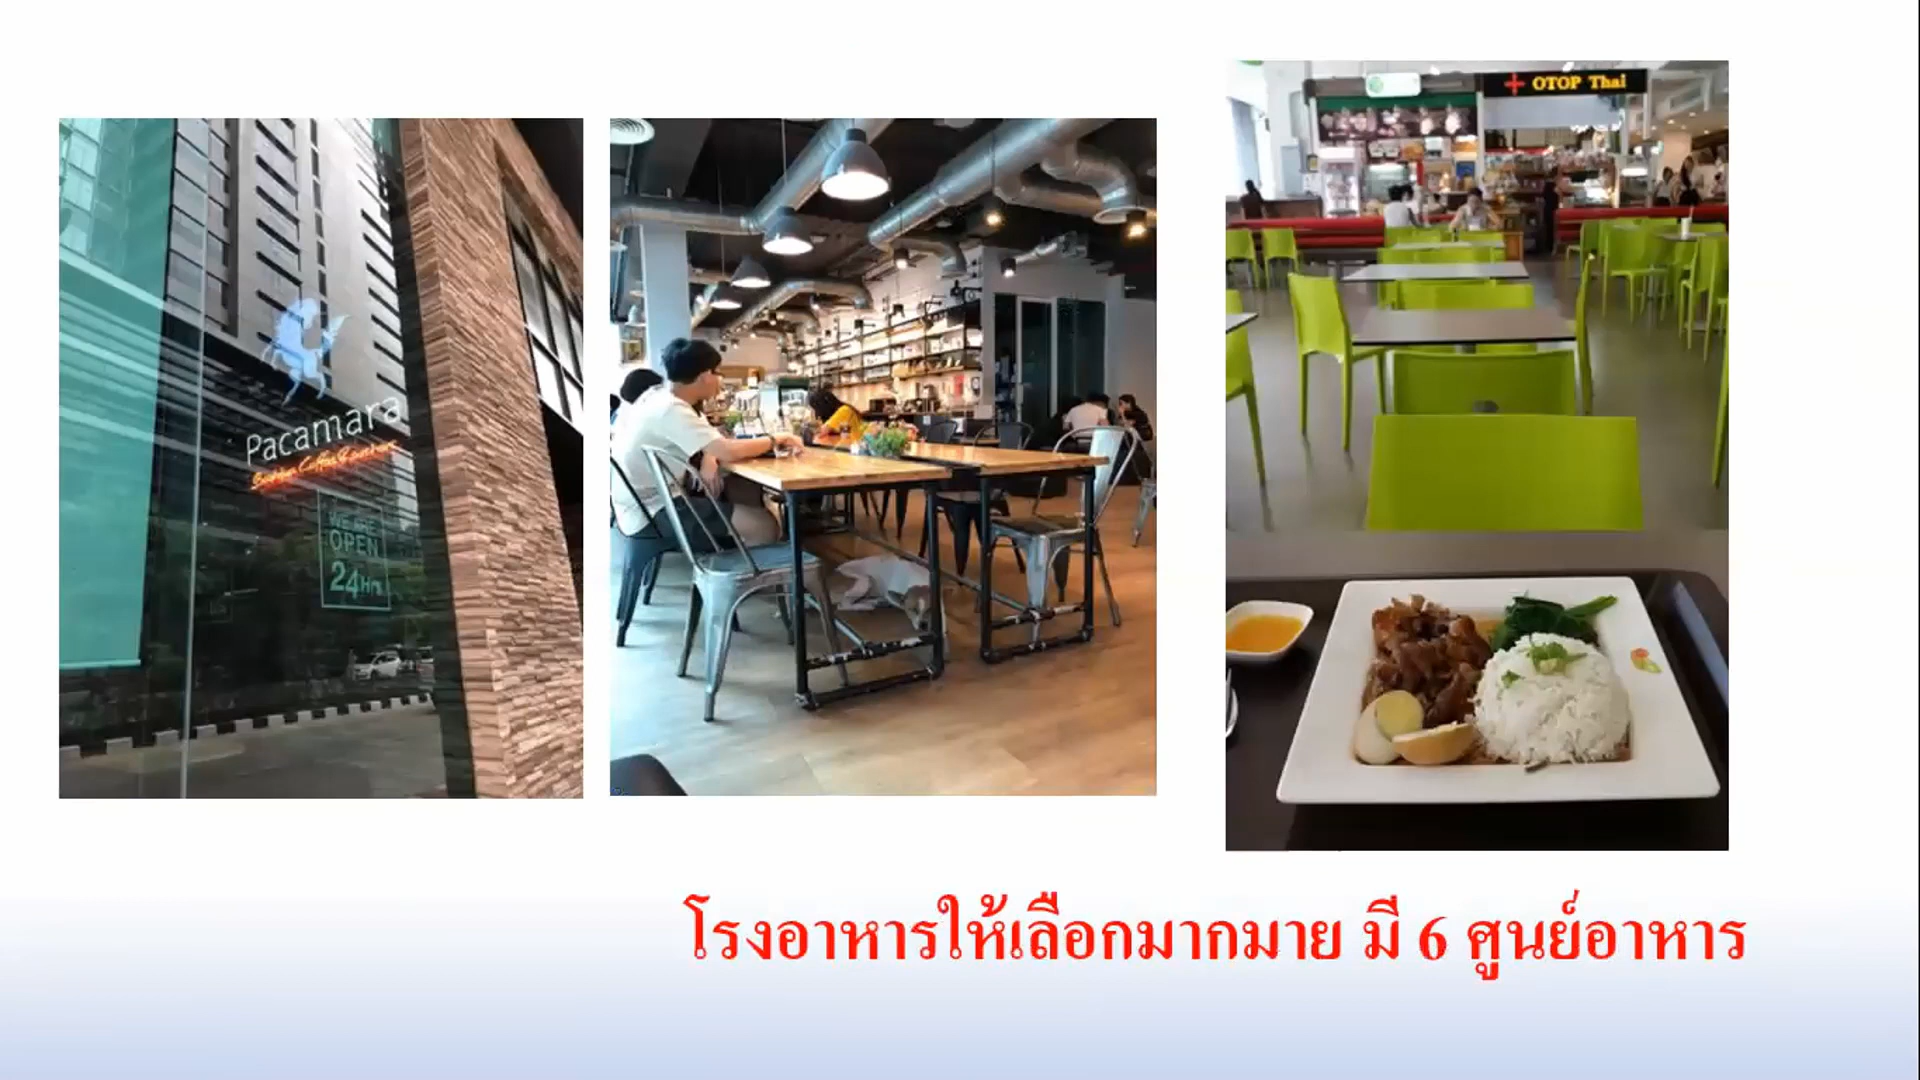 Pacamara
WE ARE
OPEN
24Hrs
OTOP Thai
โรงอาหารให้เลือกมากมาย มี 6 ศูนย์อาหาร